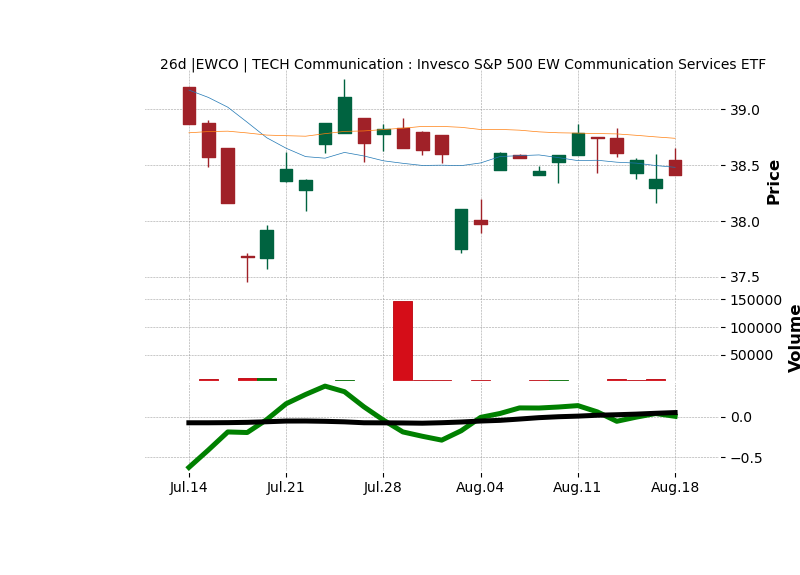 26d |EWCO | TECH Communication : Invesco S&P 500 EW Communication Services ETF
39.0
38.5
38.0
37.5
Price
150000
100000
50000
Volume
0.0
−0.5
Jul.14 Jul.21 Jul.28 Aug.04 Aug.11 Aug.18